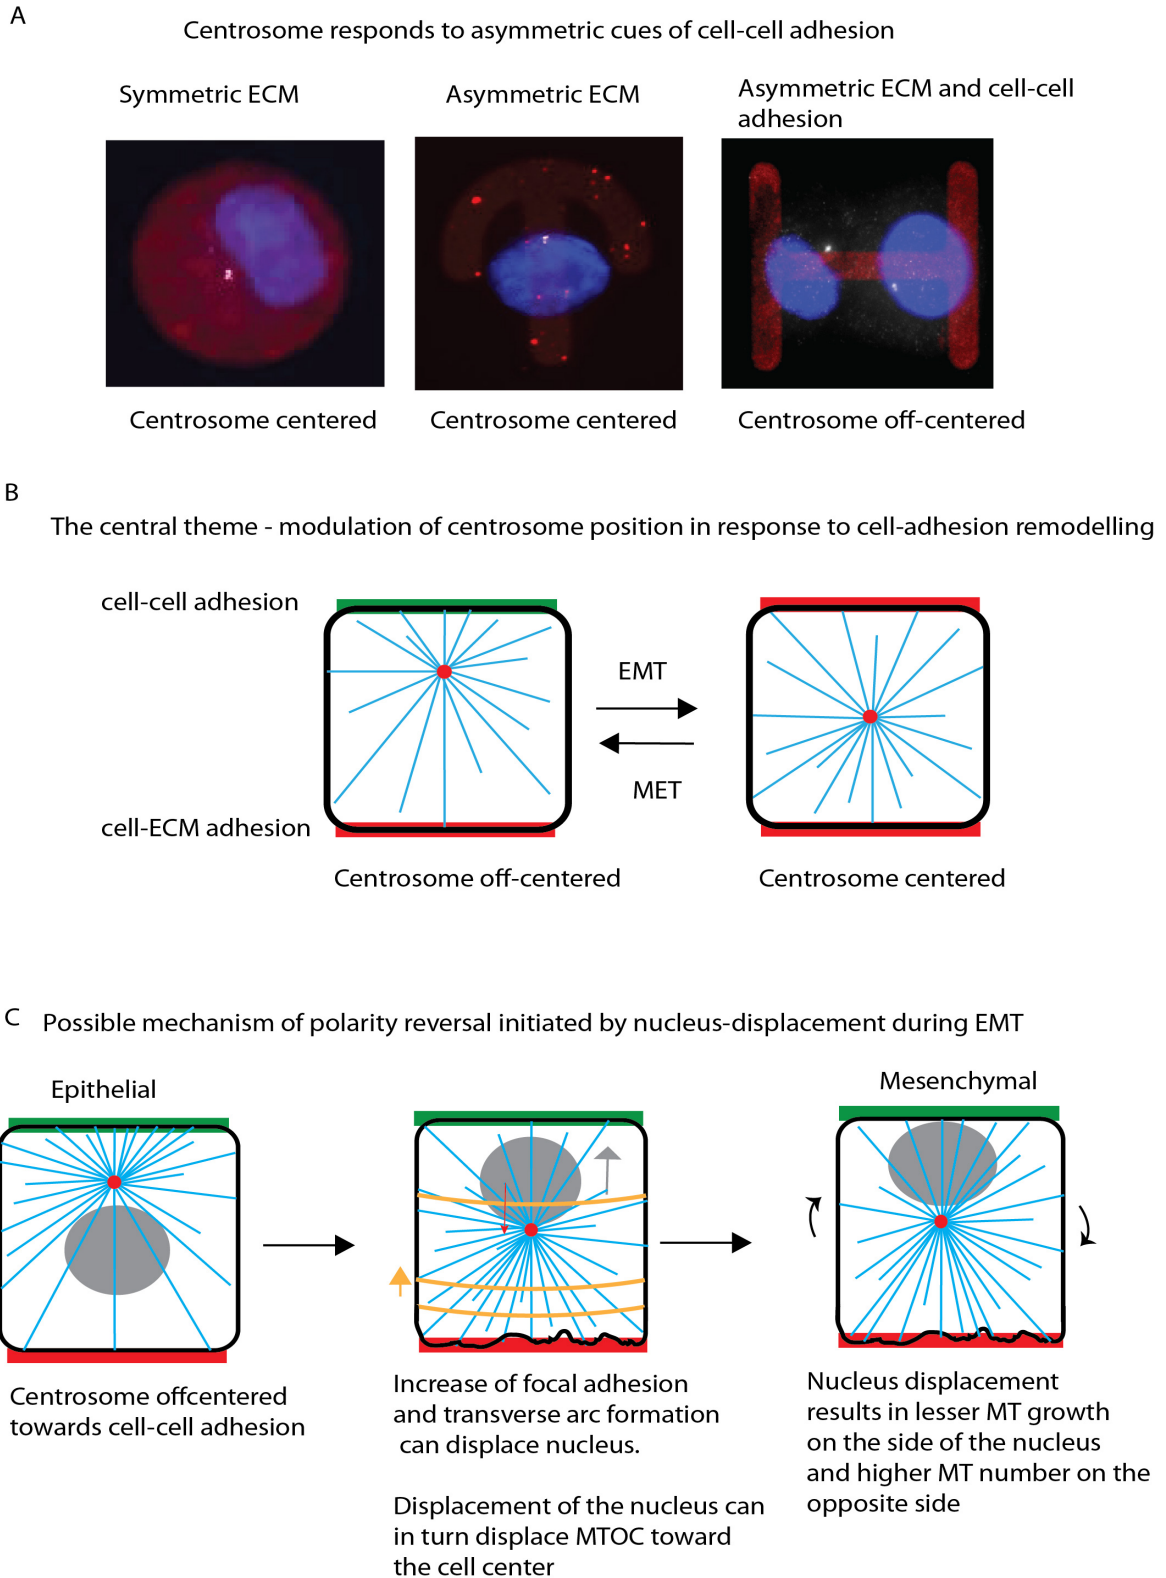 A
Centrosome responds to asymmetric cues of cell-cell adhesion
Symmetric ECM
Asymmetric ECM
Asymmetric ECM and cell-cell
adhesion
Centrosome centered
Centrosome centered
Centrosome off-centered
B
The central theme - modulation of centrosome position in response to cell-adhesion remodelling
cell-cell adhesion
EMT
MET
cell-ECM adhesion
Centrosome off-centered
Centrosome centered
C
Possible mechanism of polarity reversal initiated by nucleus-displacement during EMT
Epithelial
Mesenchymal
Centrosome offcentered
towards cell-cell adhesion
Increase of focal adhesion
and transverse arc formation
can displace nucleus.
Displacement of the nucleus can
in turn displace MTOC toward
the cell center
Nucleus displacement
results in lesser MT growth
on the side of the nucleus
and higher MT number on the
opposite side